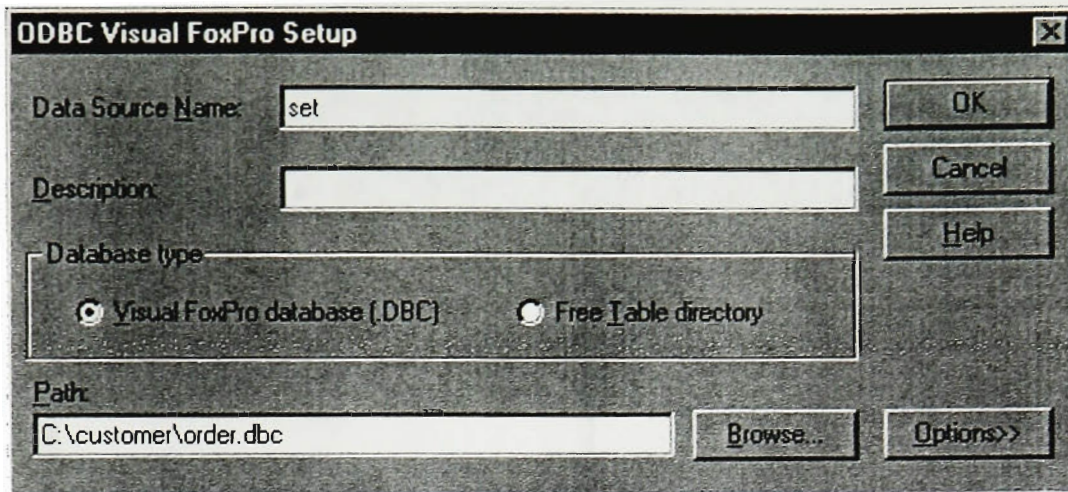 ODBC Visual FoxPro Setup
Data Source Name: set
OK
Description:
Cancel
Help
Database type
Visual FoxPro database (.DBC)
Free Table directory
Path:
C:\customer\order.dbc
Browse...
Options>>